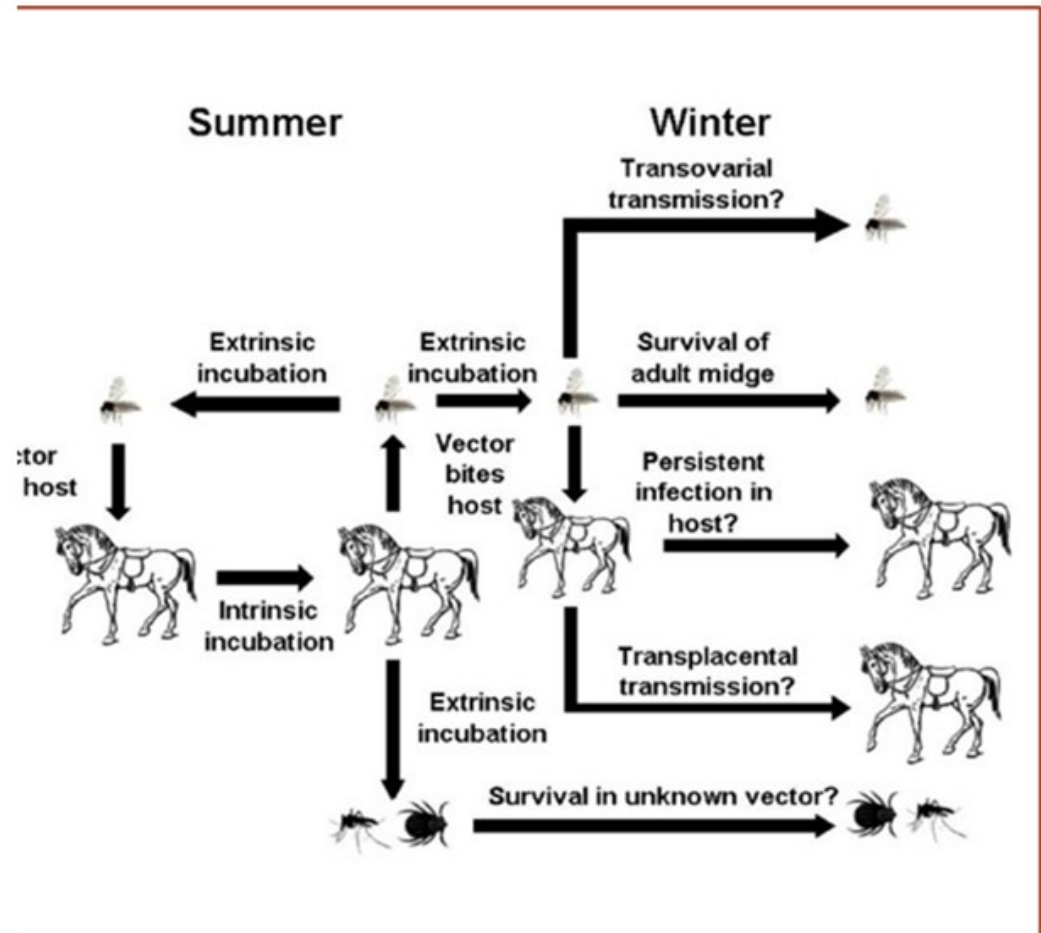 Summer
Winter
Transovarial
transmission?
Extrinsic
incubation
Extrinsic
incubation
Survival of
adult midge
host
Vector
bites
host
Persistent
infection in
host?
Intrinsic
incubation
Transplacental
transmission?
Extrinsic
incubation
Survival in unknown vector?